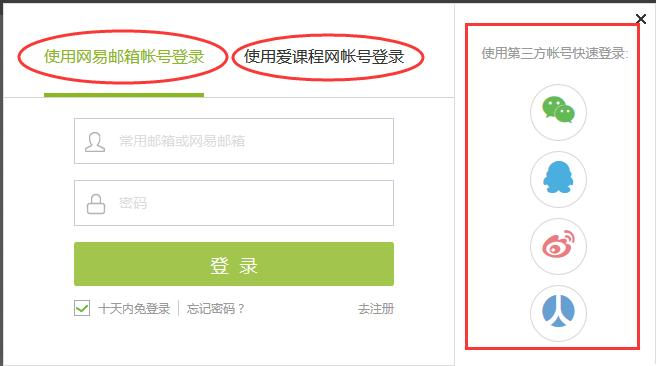 使用网易邮箱帐号登录
使用爱课程网帐号登录
常用邮箱或网易邮箱
密码
登 录
十天内免登录 | 忘记密码？
去注册
使用第三方帐号快速登录: